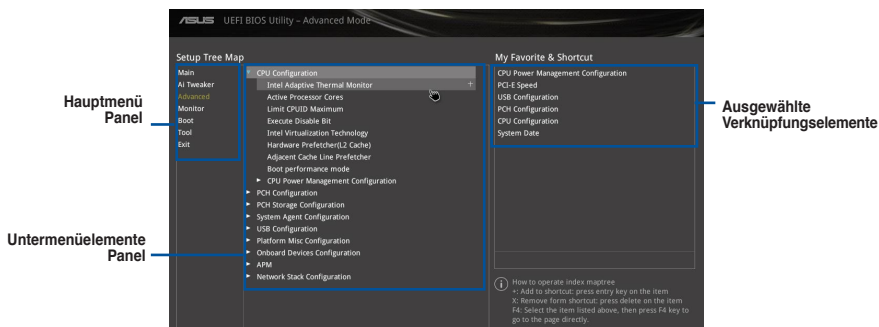 ASUS UEFI BIOS Utility – Advanced Mode
Setup Tree Map
Main
Ai Tweaker
Advanced
Monitor
Boot
Tool
Exit
CPU Configuration
Intel Adaptive Thermal Monitor +
Active Processor Cores
Limit CPUID Maximum
Execute Disable Bit
Intel Virtualization Technology
Hardware Prefetcher(L2 Cache)
Adjacent Cache Line Prefetcher
Boot performance mode
CPU Power Management Configuration
PCH Configuration
PCH Storage Configuration
System Agent Configuration
USB Configuration
Platform Misc Configuration
Onboard Devices Configuration
APM
Network Stack Configuration
My Favorite & Shortcut
CPU Power Management Configuration
PCI-E Speed
USB Configuration
PCH Configuration
CPU Configuration
System Date
How to operate index maptree
+: Add to shortcut: press entry key on the item
X: Remove form shortcut: press delete on the item
F4: Select the item listed above, then press F4 key to
go to the page directly.
Hauptmenü
Panel
Untermenüelemente
Panel
Ausgewählte
Verknüpfungselemente